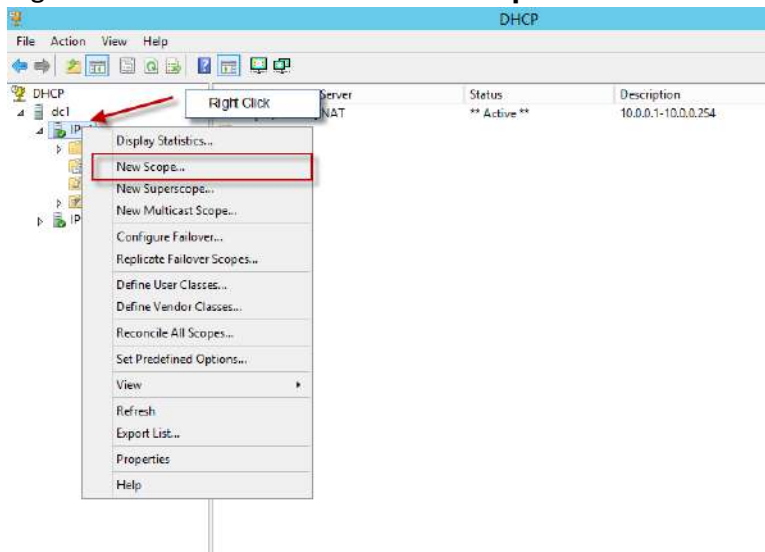 DHCP
File Action View Help
DHCP
Server Status Description
dc1
NAT ** Active ** 10.0.0.1-10.0.0.254
Right Click
IP
Display Statistics...
New Scope...
New Superscope...
New Multicast Scope...
IP
Configure Failover...
Replicate Failover Scopes...
Define User Classes...
Define Vendor Classes...
Reconcile All Scopes...
Set Predefined Options...
View
Refresh
Export List...
Properties
Help